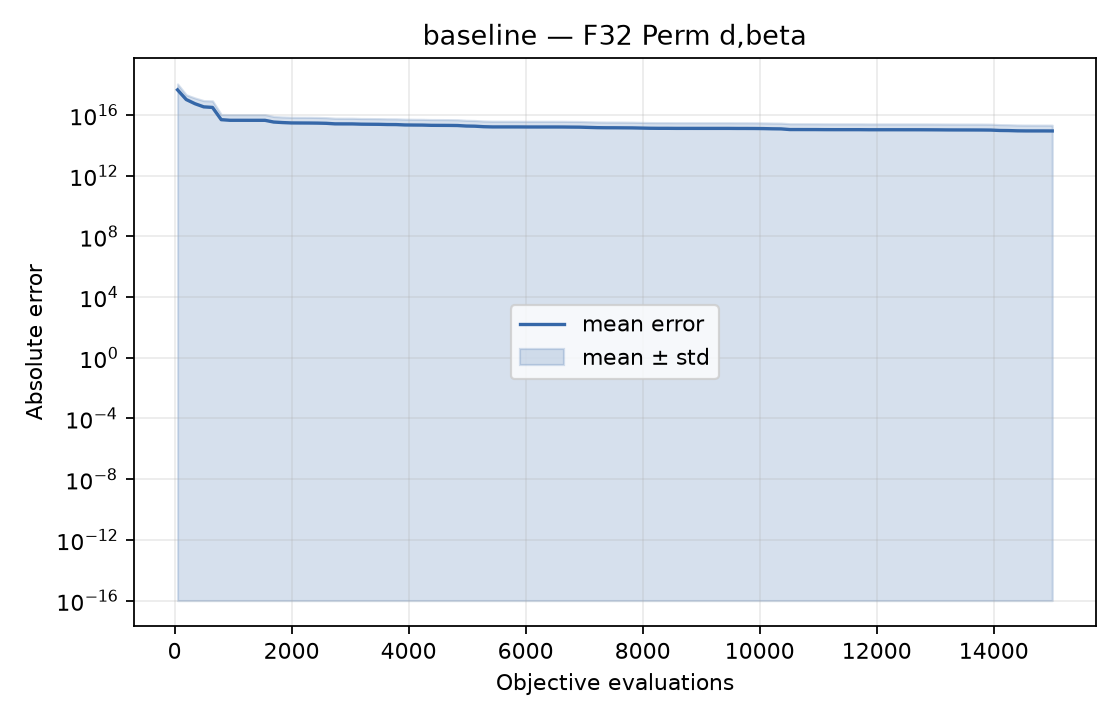 baseline — F32 Perm d,beta
Absolute error
10^16
10^12
10^8
10^4
10^0
10^−4
10^−8
10^−12
10^−16
mean error
mean ± std
0 2000 4000 6000 8000 10000 12000 14000
Objective evaluations